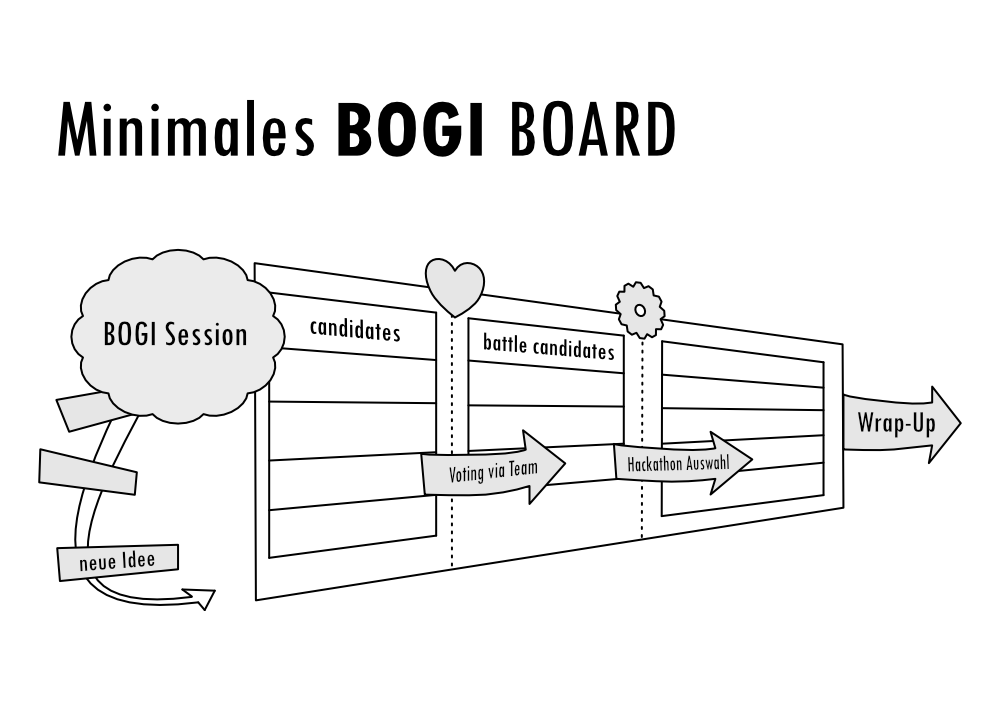 Minimales BOGI BOARD
BOGI Session
candidates
battle candidates
Voting via Team
Hackathon Auswahl
Wrap-Up
neue Idee